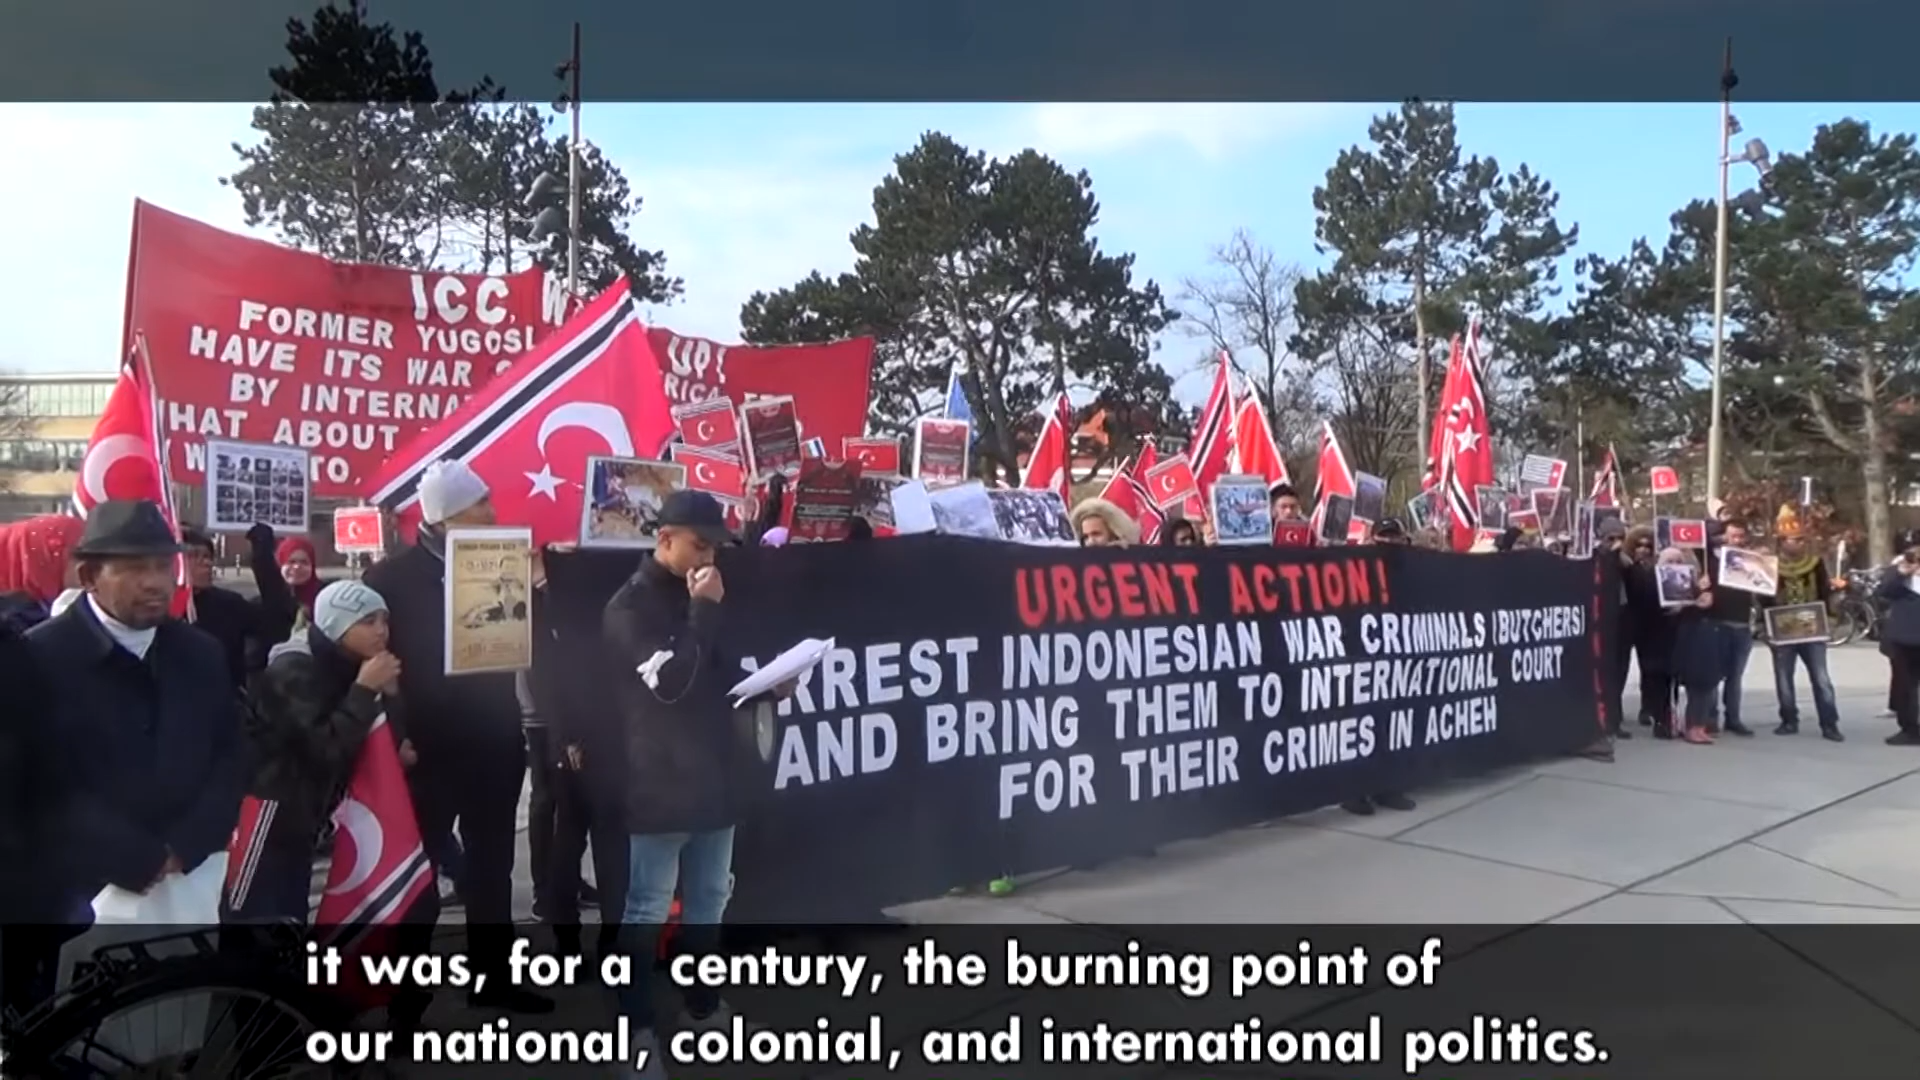 ICC, W UP!
FORMER YUGOSL
HAVE ITS WAR
BY INTERNA
HAT ABOUT
TO,
URGENT ACTION!
ARREST INDONESIAN WAR CRIMINALS (BUTCHERS)
AND BRING THEM TO INTERNATIONAL COURT
FOR THEIR CRIMES IN ACHEH
it was, for a century, the burning point of
our national, colonial, and international politics.